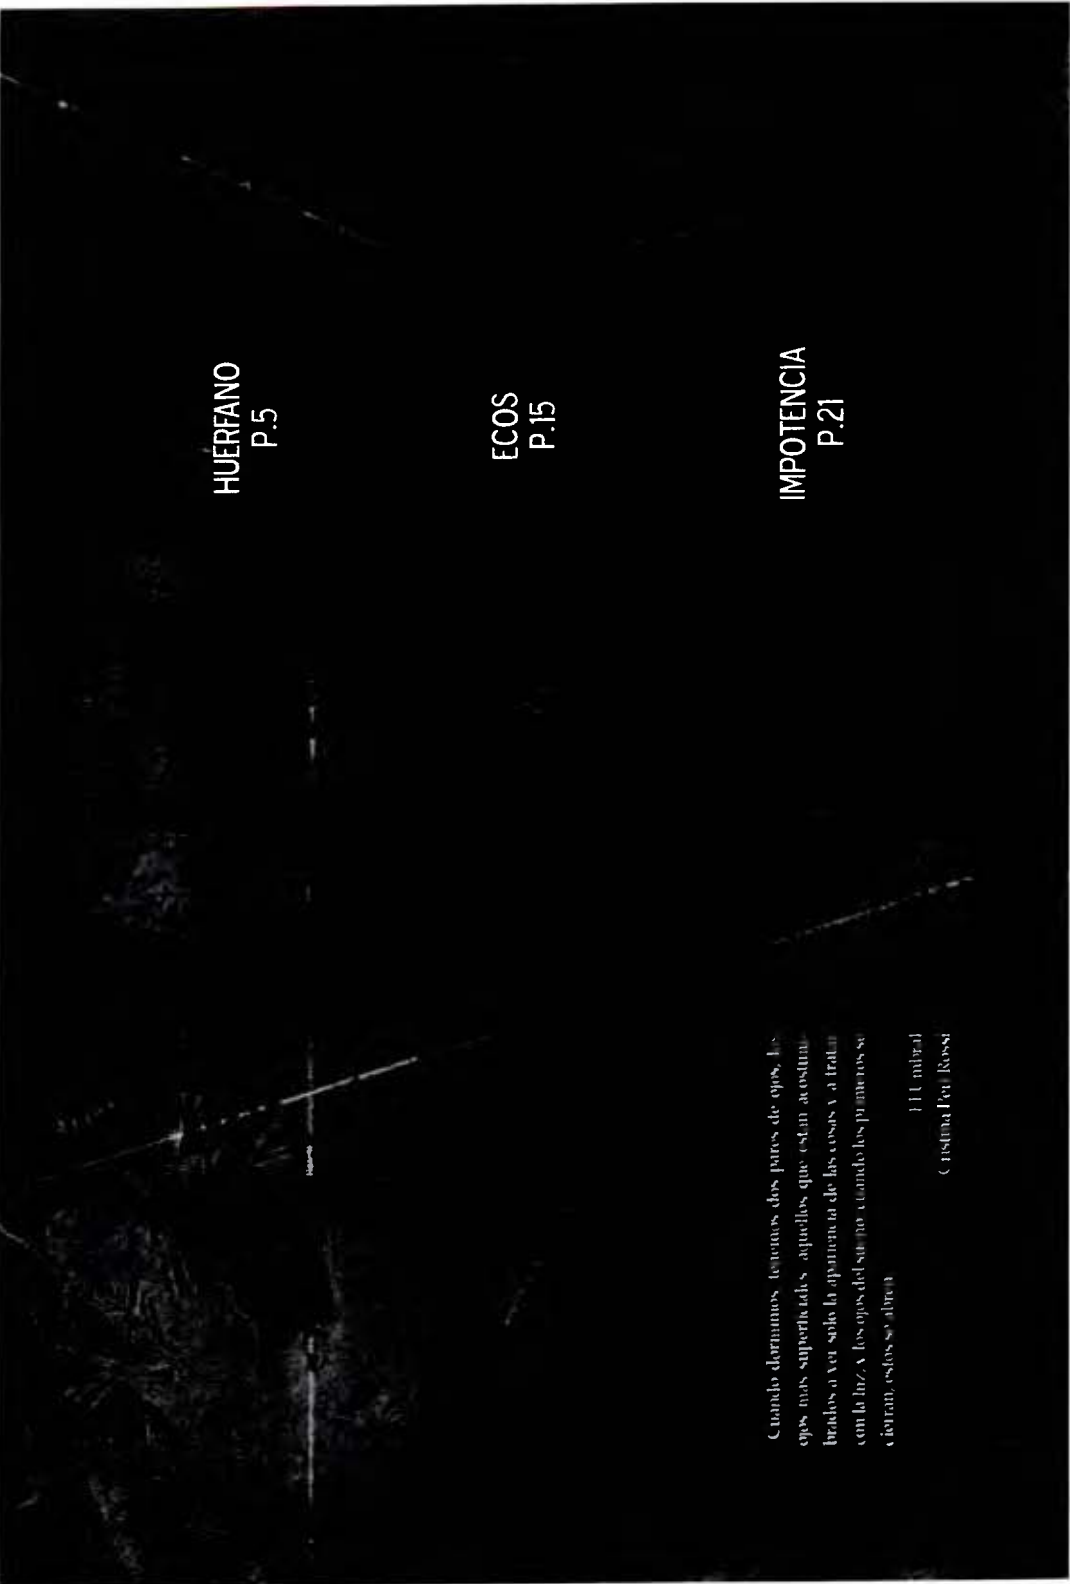 HUÉRFANO
P.5
ECOS
P.15
IMPOTENCIA
P.21
Cuando dormimos, tenemos dos pares de ojos, los
ojos más superficiales, aquellos que están acostum-
brados a ver sólo la apariencia de las cosas y a tratar
con la luz, y los ojos del sueño; cuando los primeros se
cierran, estos se abren
El Umbral
Cristina Peri Rossi